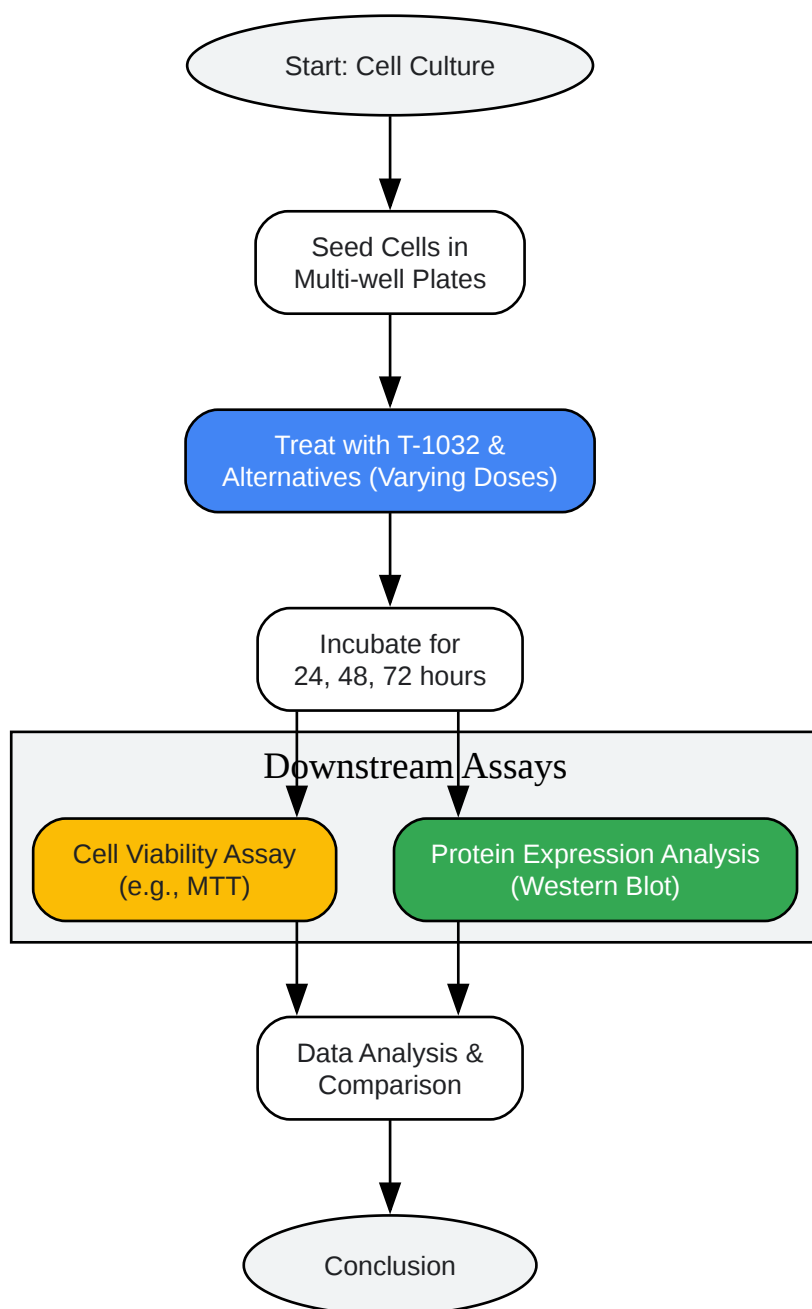 Start: Cell Culture
Seed Cells in
Multi-well Plates
Treat with T-1032 &
Alternatives (Varying Doses)
Incubate for
24, 48, 72 hours
Downstream Assays
Cell Viability Assay
(e.g., MTT)
Protein Expression Analysis
(Western Blot)
Data Analysis &
Comparison
Conclusion